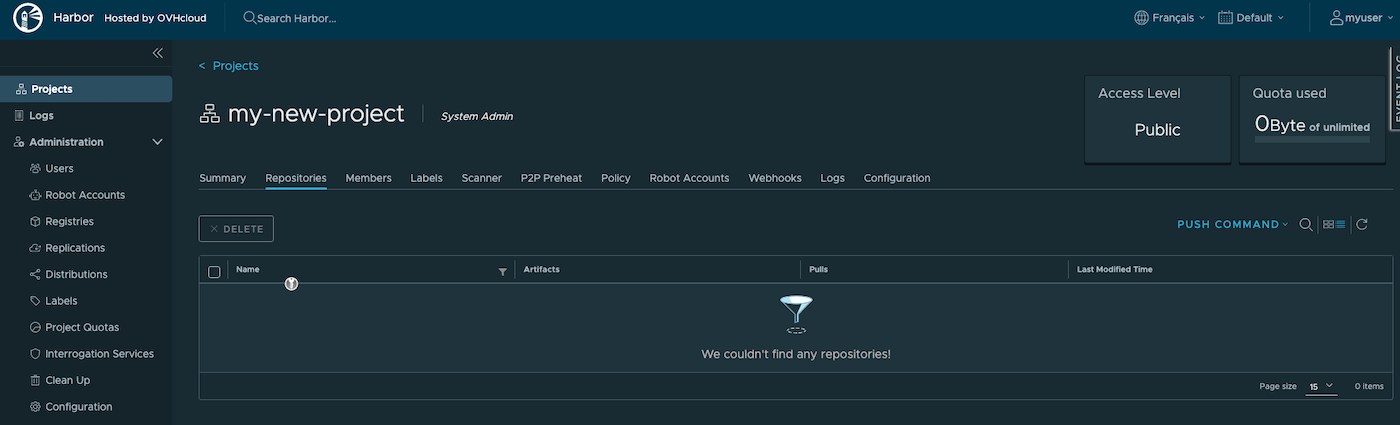 Harbor Hosted by OVHcloud Search Harbor... Français Default myuser
Projects
Logs
Administration
Users
Robot Accounts
Registries
Replications
Distributions
Labels
Project Quotas
Interrogation Services
Clean Up
Configuration
< Projects
my-new-project System Admin
Access Level
Public
Quota used
0Byte of unlimited
EVENT LOG
Summary Repositories Members Labels Scanner P2P Preheat Policy Robot Accounts Webhooks Logs Configuration
DELETE PUSH COMMAND
Name Artifacts Pulls Last Modified Time
We couldn't find any repositories!
Page size 15 0 items